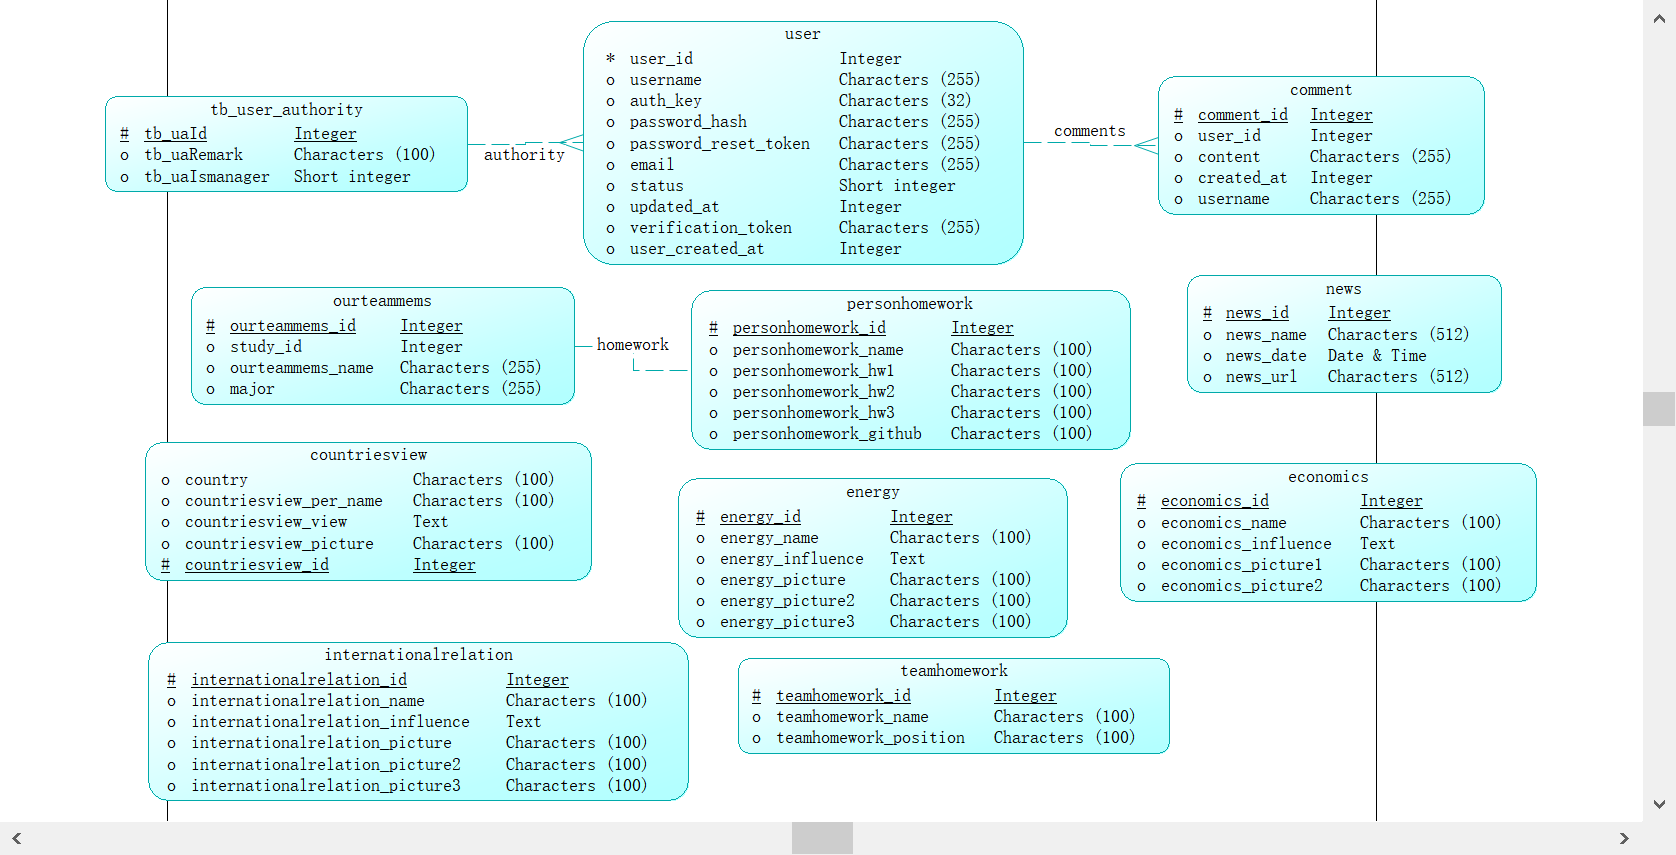 user
* user_id Integer
o username Characters (255)
o auth_key Characters (32)
o password_hash Characters (255)
o password_reset_token Characters (255)
o email Characters (255)
o status Short integer
o updated_at Integer
o verification_token Characters (255)
o user_created_at Integer
tb_user_authority
# tb_uaId Integer
o tb_uaRemark Characters (100)
o tb_uaIsmanager Short integer
authority
comments
comment
# comment_id Integer
o user_id Integer
o content Characters (255)
o created_at Integer
o username Characters (255)
ourteammems
# ourteammems_id Integer
o study_id Integer
o ourteammems_name Characters (255)
o major Characters (255)
homework
personhomework
# personhomework_id Integer
o personhomework_name Characters (100)
o personhomework_hw1 Characters (100)
o personhomework_hw2 Characters (100)
o personhomework_hw3 Characters (100)
o personhomework_github Characters (100)
news
# news_id Integer
o news_name Characters (512)
o news_date Date & Time
o news_url Characters (512)
countriesview
o country Characters (100)
o countriesview_per_name Characters (100)
o countriesview_view Text
o countriesview_picture Characters (100)
# countriesview_id Integer
energy
# energy_id Integer
o energy_name Characters (100)
o energy_influence Text
o energy_picture Characters (100)
o energy_picture2 Characters (100)
o energy_picture3 Characters (100)
economics
# economics_id Integer
o economics_name Characters (100)
o economics_influence Text
o economics_picture1 Characters (100)
o economics_picture2 Characters (100)
internationalrelation
# internationalrelation_id Integer
o internationalrelation_name Characters (100)
o internationalrelation_influence Text
o internationalrelation_picture Characters (100)
o internationalrelation_picture2 Characters (100)
o internationalrelation_picture3 Characters (100)
teamhomework
# teamhomework_id Integer
o teamhomework_name Characters (100)
o teamhomework_position Characters (100)